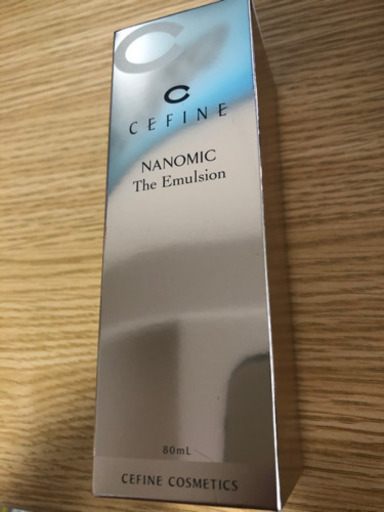 C
C
CEFINE
NANOMIC
The Emulsion
80mL
CEFINE COSMETICS